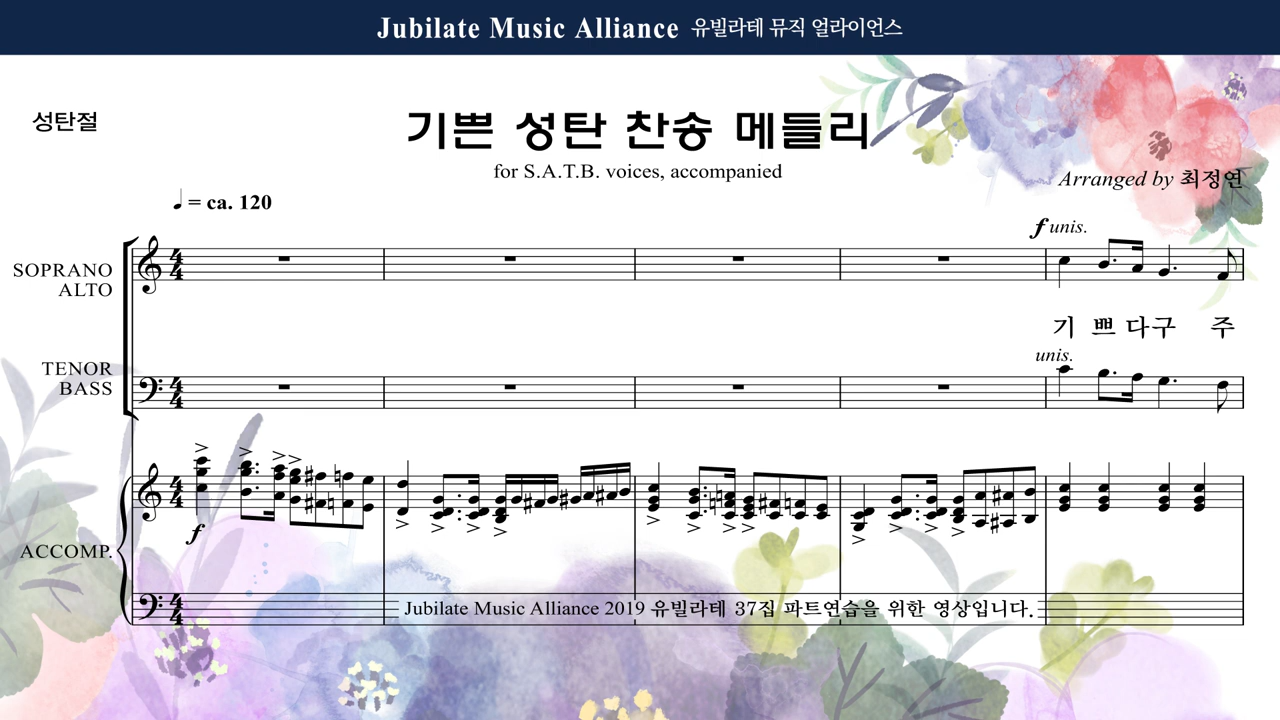 Jubilate Music Alliance 유빌라테 뮤직 얼라이언스
성탄절
기쁜 성탄 찬송 메들리
for S.A.T.B. voices, accompanied
Arranged by 최정연
♩ = ca. 120
f unis.
SOPRANO
ALTO
기 쁘 다 구 주
unis.
TENOR
BASS
f
ACCOMP.
Jubilate Music Alliance 2019 유빌라테 37집 파트연습을 위한 영상입니다.